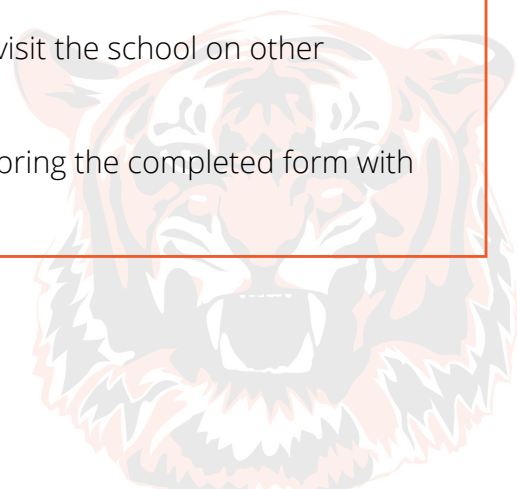 visit the school on other
bring the completed form with